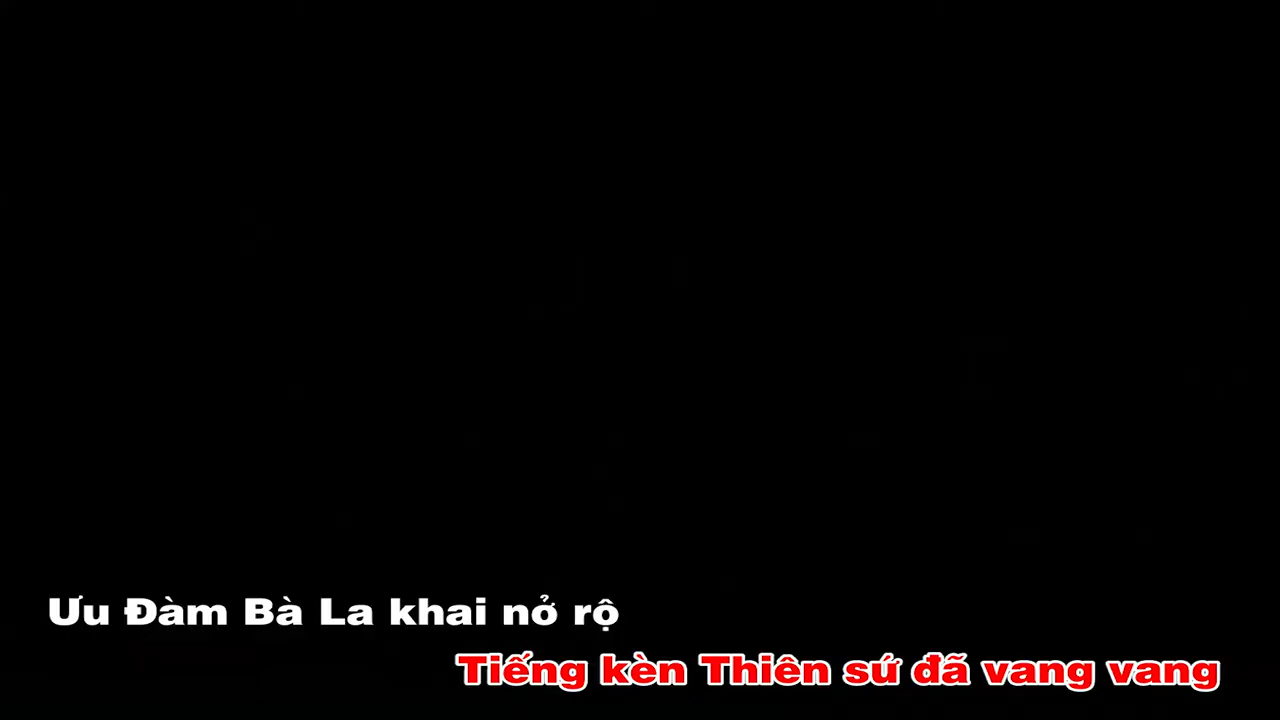 Ưu Đàm Bà La khai nở rộ
Tiếng kèn Thiên sứ đã vang vang